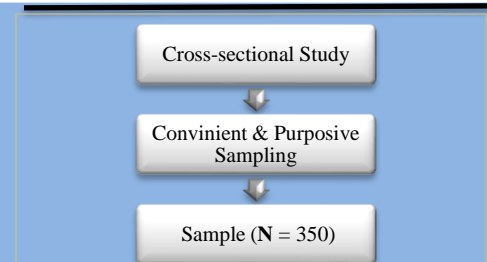 Cross-sectional Study
Convinient & Purposive
Sampling
Sample (N = 350)